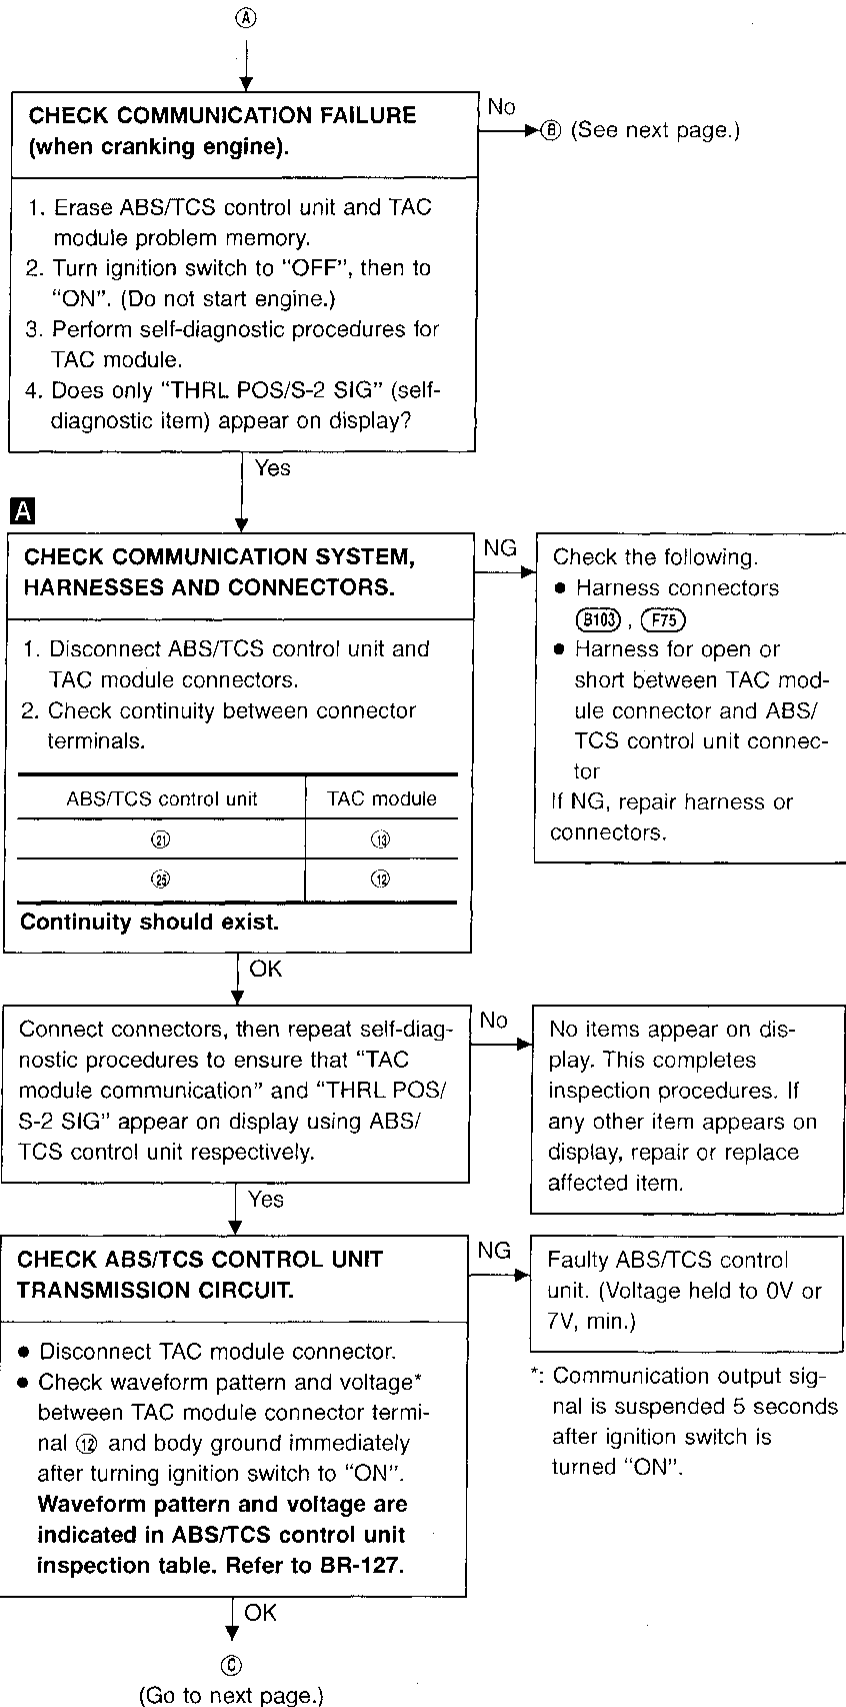 Ⓐ
CHECK COMMUNICATION FAILURE
(when cranking engine).
No
Ⓑ (See next page.)
1. Erase ABS/TCS control unit and TAC
module problem memory.
2. Turn ignition switch to “OFF”, then to
“ON”. (Do not start engine.)
3. Perform self-diagnostic procedures for
TAC module.
4. Does only “THRL POS/S-2 SIG” (self-
diagnostic item) appear on display?
Yes
A
CHECK COMMUNICATION SYSTEM,
HARNESSES AND CONNECTORS.
1. Disconnect ABS/TCS control unit and
TAC module connectors.
2. Check continuity between connector
terminals.
ABS/TCS control unit TAC module
㉑ ⑬
㉕ ⑫
Continuity should exist.
NG
Check the following.
● Harness connectors
B103 , F75
● Harness for open or
short between TAC mod-
ule connector and ABS/
TCS control unit connec-
tor
If NG, repair harness or
connectors.
OK
Connect connectors, then repeat self-diag-
nostic procedures to ensure that “TAC
module communication” and “THRL POS/
S-2 SIG” appear on display using ABS/
TCS control unit respectively.
No
No items appear on dis-
play. This completes
inspection procedures. If
any other item appears on
display, repair or replace
affected item.
Yes
CHECK ABS/TCS CONTROL UNIT
TRANSMISSION CIRCUIT.
● Disconnect TAC module connector.
● Check waveform pattern and voltage*
between TAC module connector termi-
nal ⑫ and body ground immediately
after turning ignition switch to “ON”.
Waveform pattern and voltage are
indicated in ABS/TCS control unit
inspection table. Refer to BR-127.
NG
Faulty ABS/TCS control
unit. (Voltage held to 0V or
7V, min.)
*: Communication output sig-
nal is suspended 5 seconds
after ignition switch is
turned “ON”.
OK
Ⓒ
(Go to next page.)